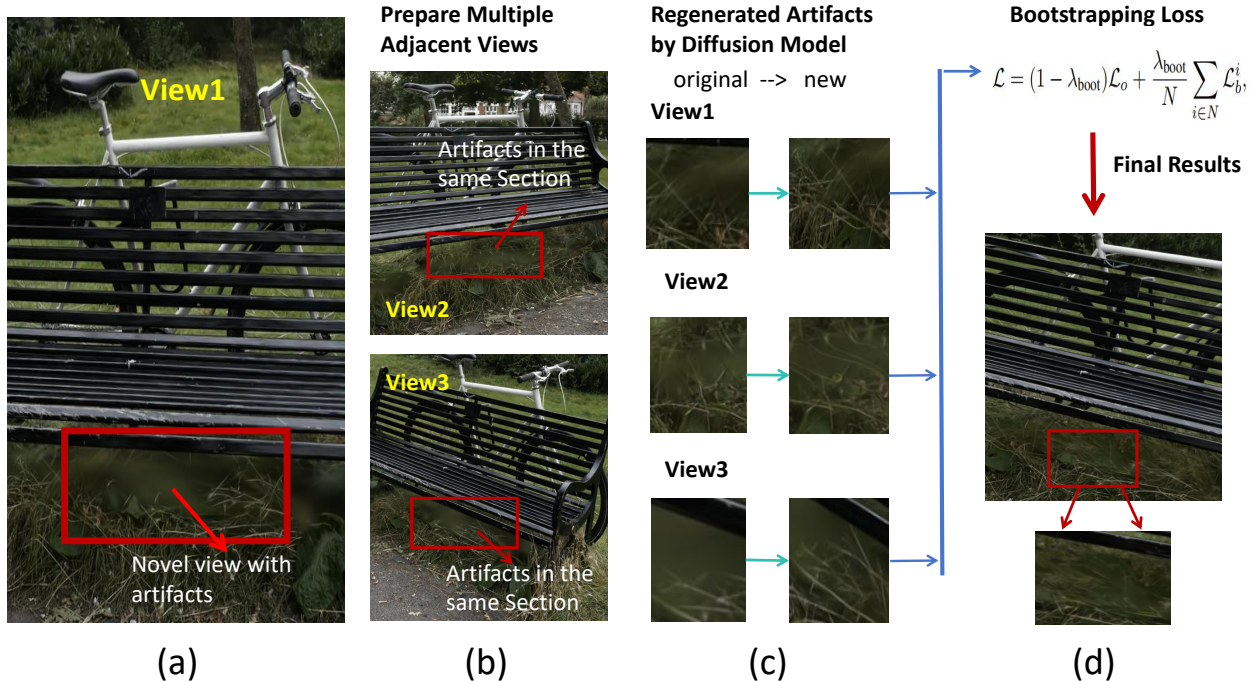 View1
Novel view with
artifacts
(a)
Prepare Multiple
Adjacent Views
Artifacts in the
same Section
View2
View3
Artifacts in the
same Section
(b)
Regenerated Artifacts
by Diffusion Model
original --> new
View1
View2
View3
(c)
Bootstrapping Loss
ℒ = (1 − λ_boot)ℒ_o + λ_boot/N ∑_{i∈N} ℒ_b^i,
Final Results
(d)